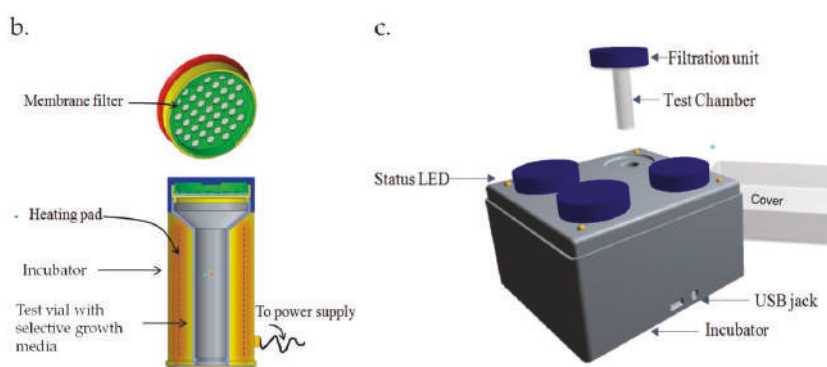 b.
Membrane filter
Heating pad
Incubator
Test vial with
selective growth
media
To power supply
c.
Filtration unit
Test Chamber
Status LED
Cover
USB jack
Incubator